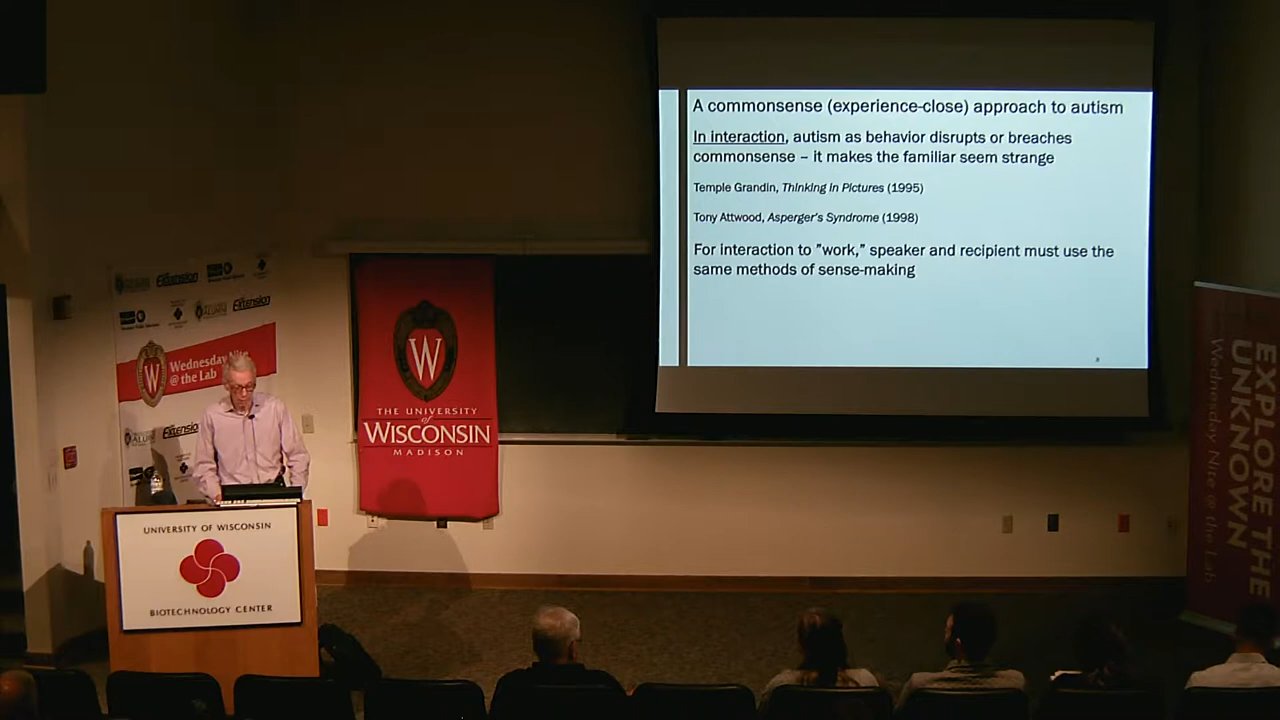 A commonsense (experience-close) approach to autism
In interaction, autism as behavior disrupts or breaches
commonsense – it makes the familiar seem strange
Temple Grandin, Thinking in Pictures (1995)
Tony Attwood, Asperger's Syndrome (1998)
For interaction to "work," speaker and recipient must use the
same methods of sense-making
Extension
Extension
Wednesday Nite
@ the Lab
Extension
W
THE UNIVERSITY
of
WISCONSIN
MADISON
UNIVERSITY OF WISCONSIN
BIOTECHNOLOGY CENTER
EXPLORE THE
UNKNOWN
Wednesday Nite @ the Lab